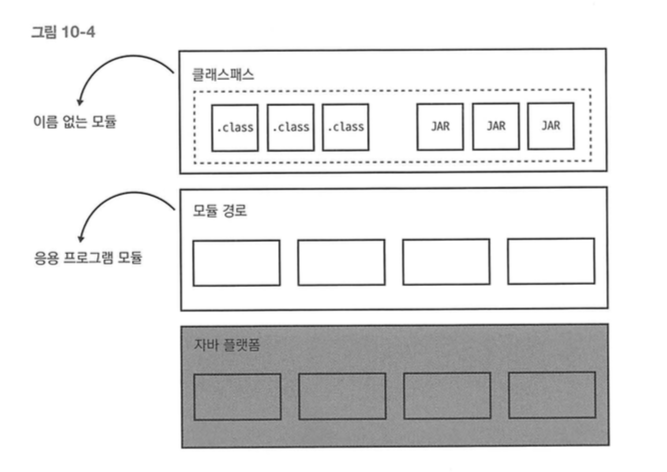 그림 10-4
클래스패스
.class
.class
.class
JAR
JAR
JAR
이름 없는 모듈
모듈 경로
응용 프로그램 모듈
자바 플랫폼